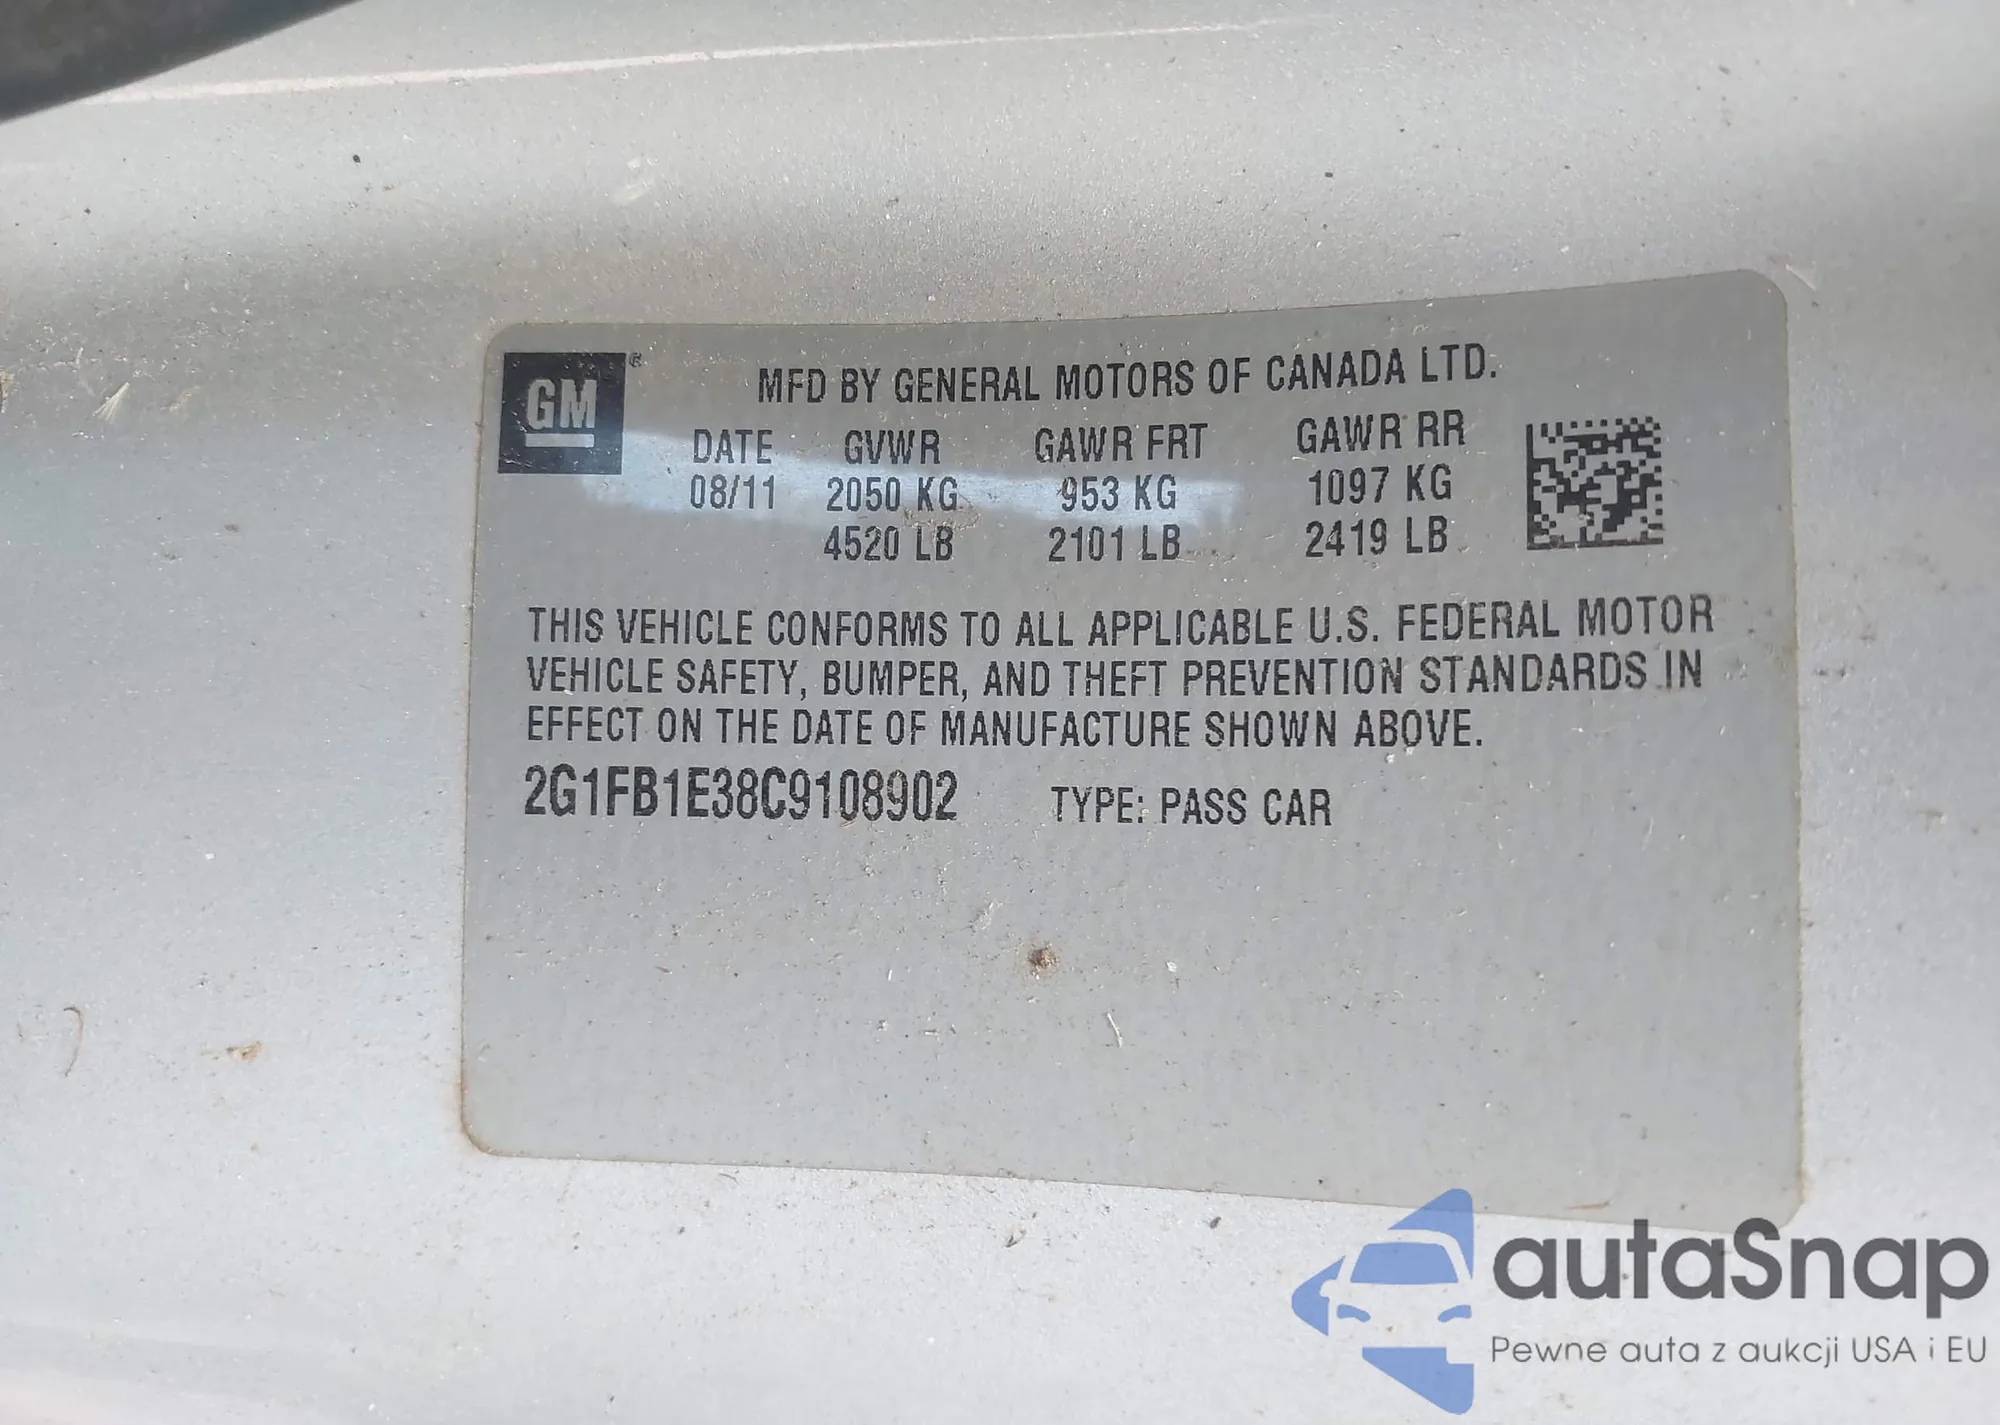 GM ®
MFD BY GENERAL MOTORS OF CANADA LTD.
DATE GVWR GAWR FRT GAWR RR
08/11 2050 KG 953 KG 1097 KG
4520 LB 2101 LB 2419 LB
THIS VEHICLE CONFORMS TO ALL APPLICABLE U.S. FEDERAL MOTOR
VEHICLE SAFETY, BUMPER, AND THEFT PREVENTION STANDARDS IN
EFFECT ON THE DATE OF MANUFACTURE SHOWN ABOVE.
2G1FB1E38C9108902 TYPE: PASS CAR
autaSnap
Pewne auta z aukcji USA i EU